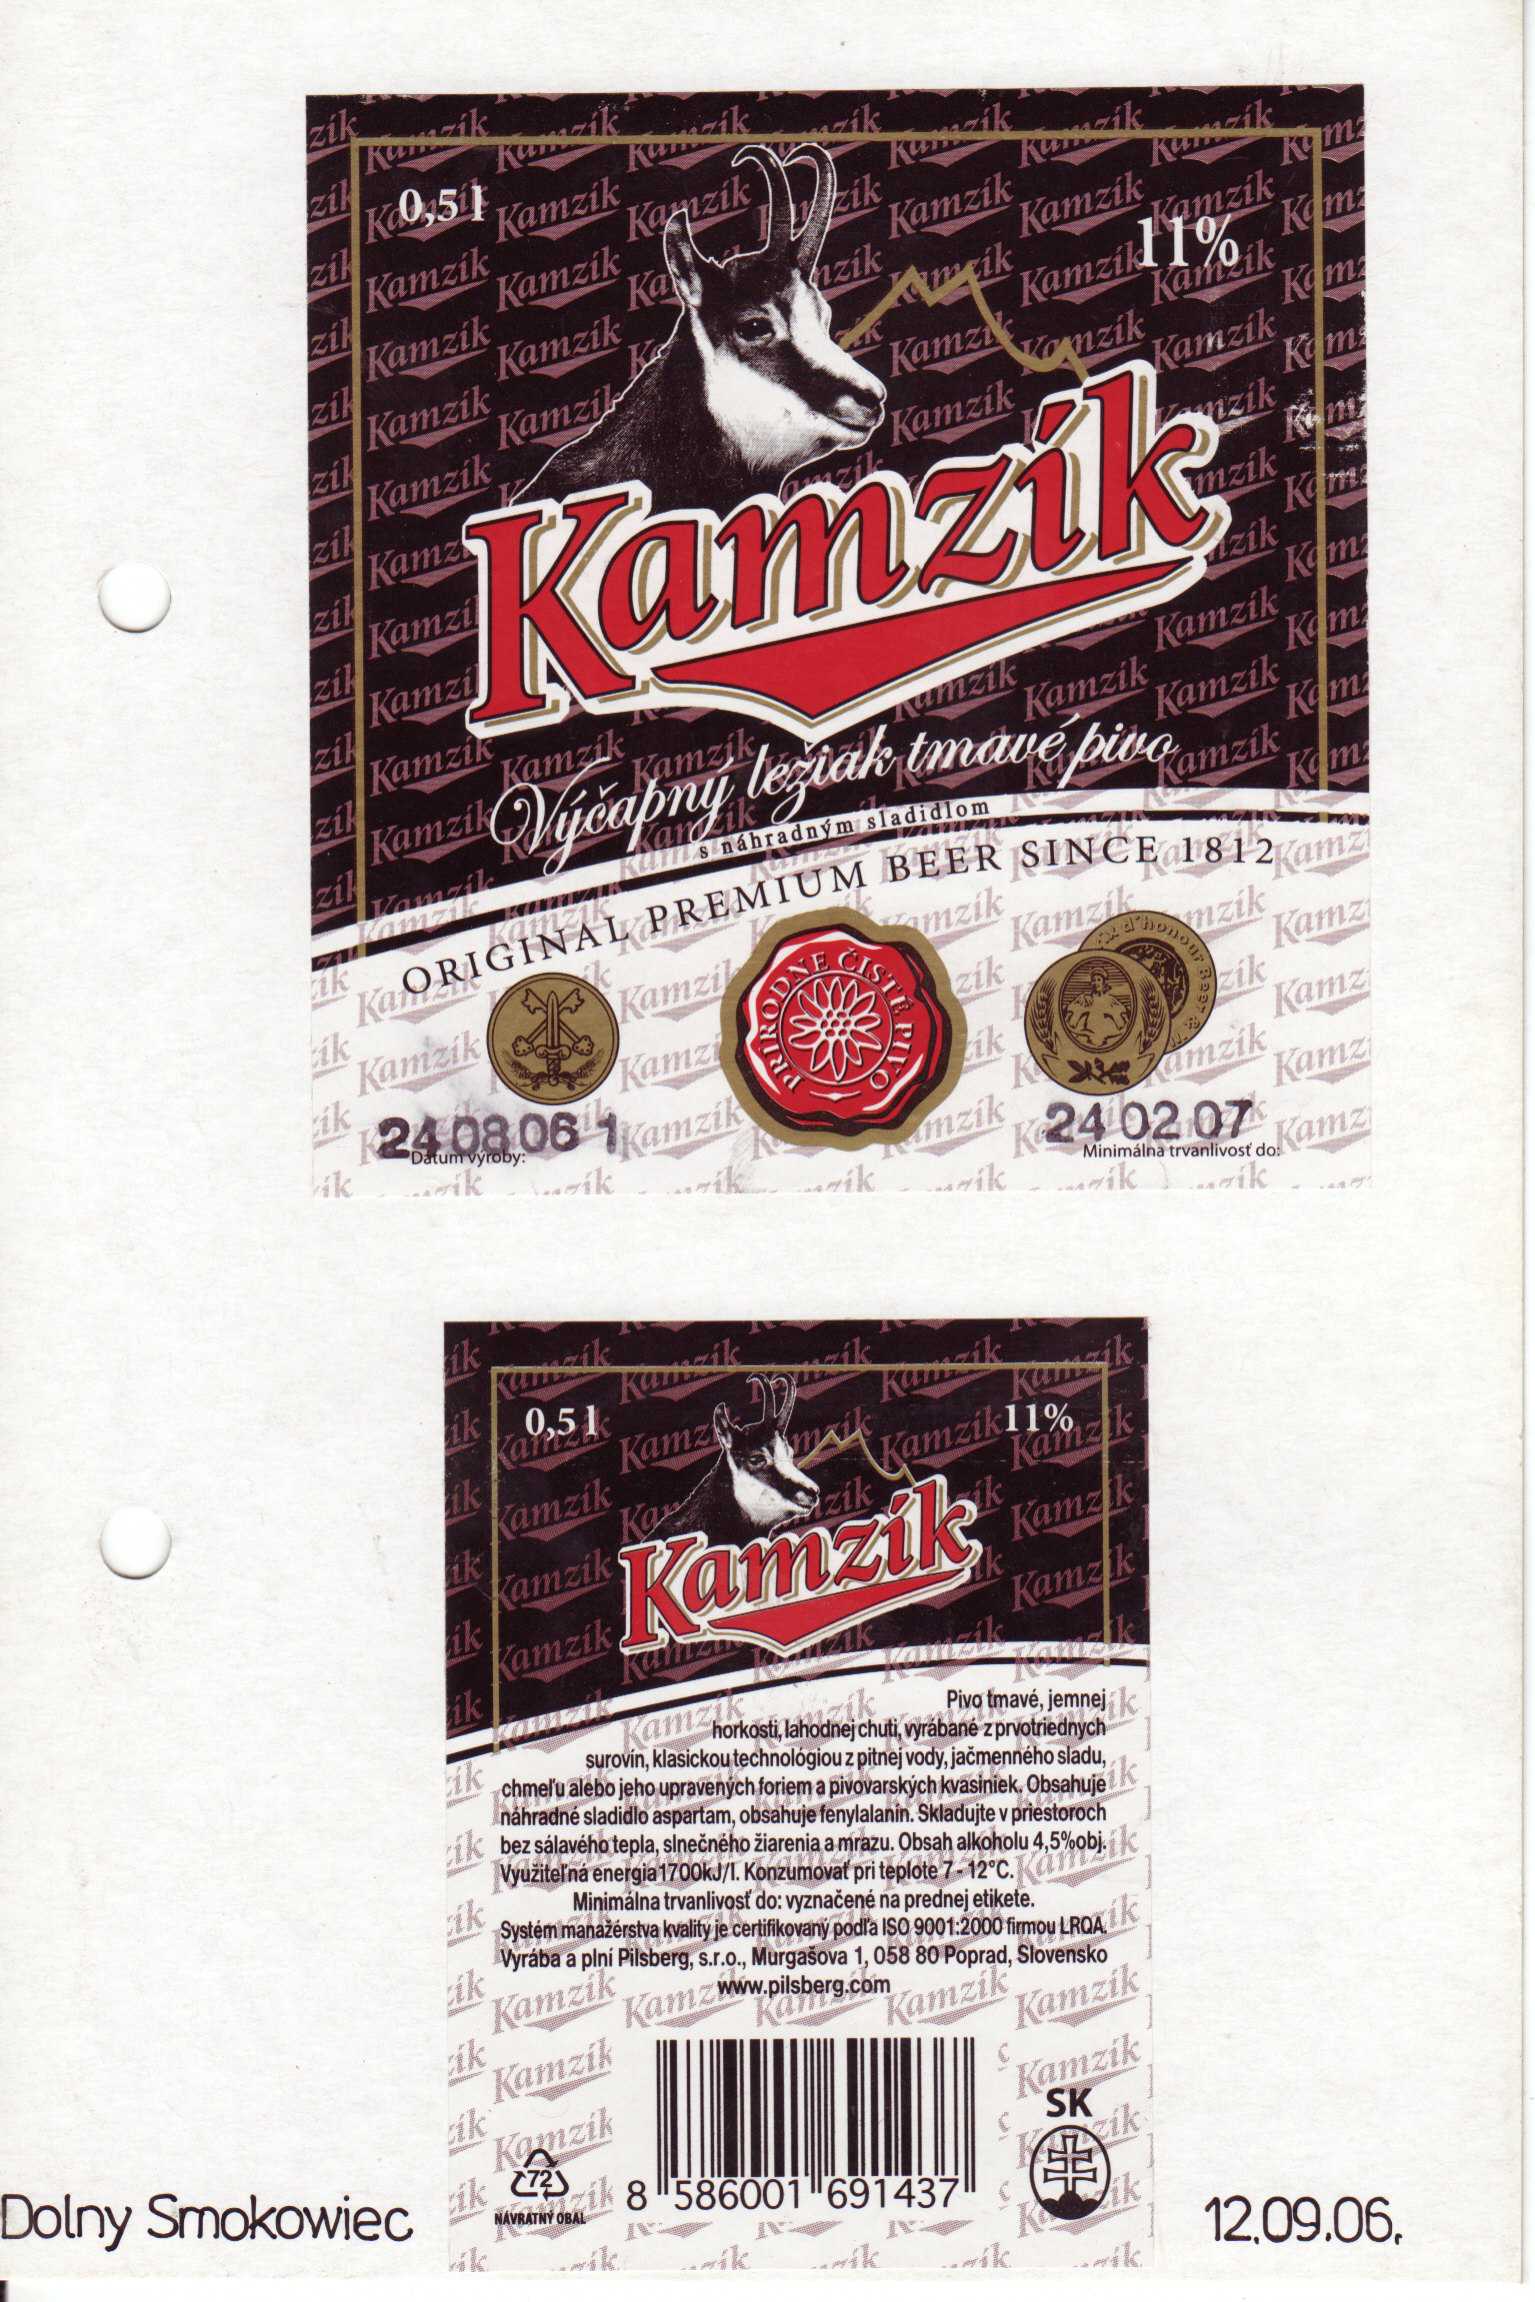 0,5 l
11%
Kamzík
Výčapný ležiak tmavé pivo
s náhradným sladidlom
ORIGINAL PREMIUM BEER SINCE 1812
PRÍRODNE ČISTÉ PIVO
d'honour Beer
24 08 06 1
Dátum výroby:
24 02 07
Minimálna trvanlivosť do:
0,5 l
11%
Kamzík
Pivo tmavé, jemnej
horkosti, lahodnej chuti, vyrábané z prvotriednych
surovín, klasickou technológiou z pitnej vody, jačmenného sladu,
chmeľu alebo jeho upravených foriem a pivovarských kvasiniek. Obsahuje
náhradné sladidlo aspartam, obsahuje fenylalanín. Skladujte v priestoroch
bez sálavého tepla, slnečného žiarenia a mrazu. Obsah alkoholu 4,5%obj.
Využiteľná energia 1700kJ/l. Konzumovať pri teplote 7 - 12°C.
Minimálna trvanlivosť do: vyznačené na prednej etikete.
Systém manažérstva kvality je certifikovaný podľa ISO 9001:2000 firmou LRQA.
Vyrába a plní Pilsberg, s.r.o., Murgašova 1, 058 80 Poprad, Slovensko
www.pilsberg.com
72
NÁVRATNÝ OBAL
8 586001 691437
SK
Dolny Smokowiec
12.09.06.